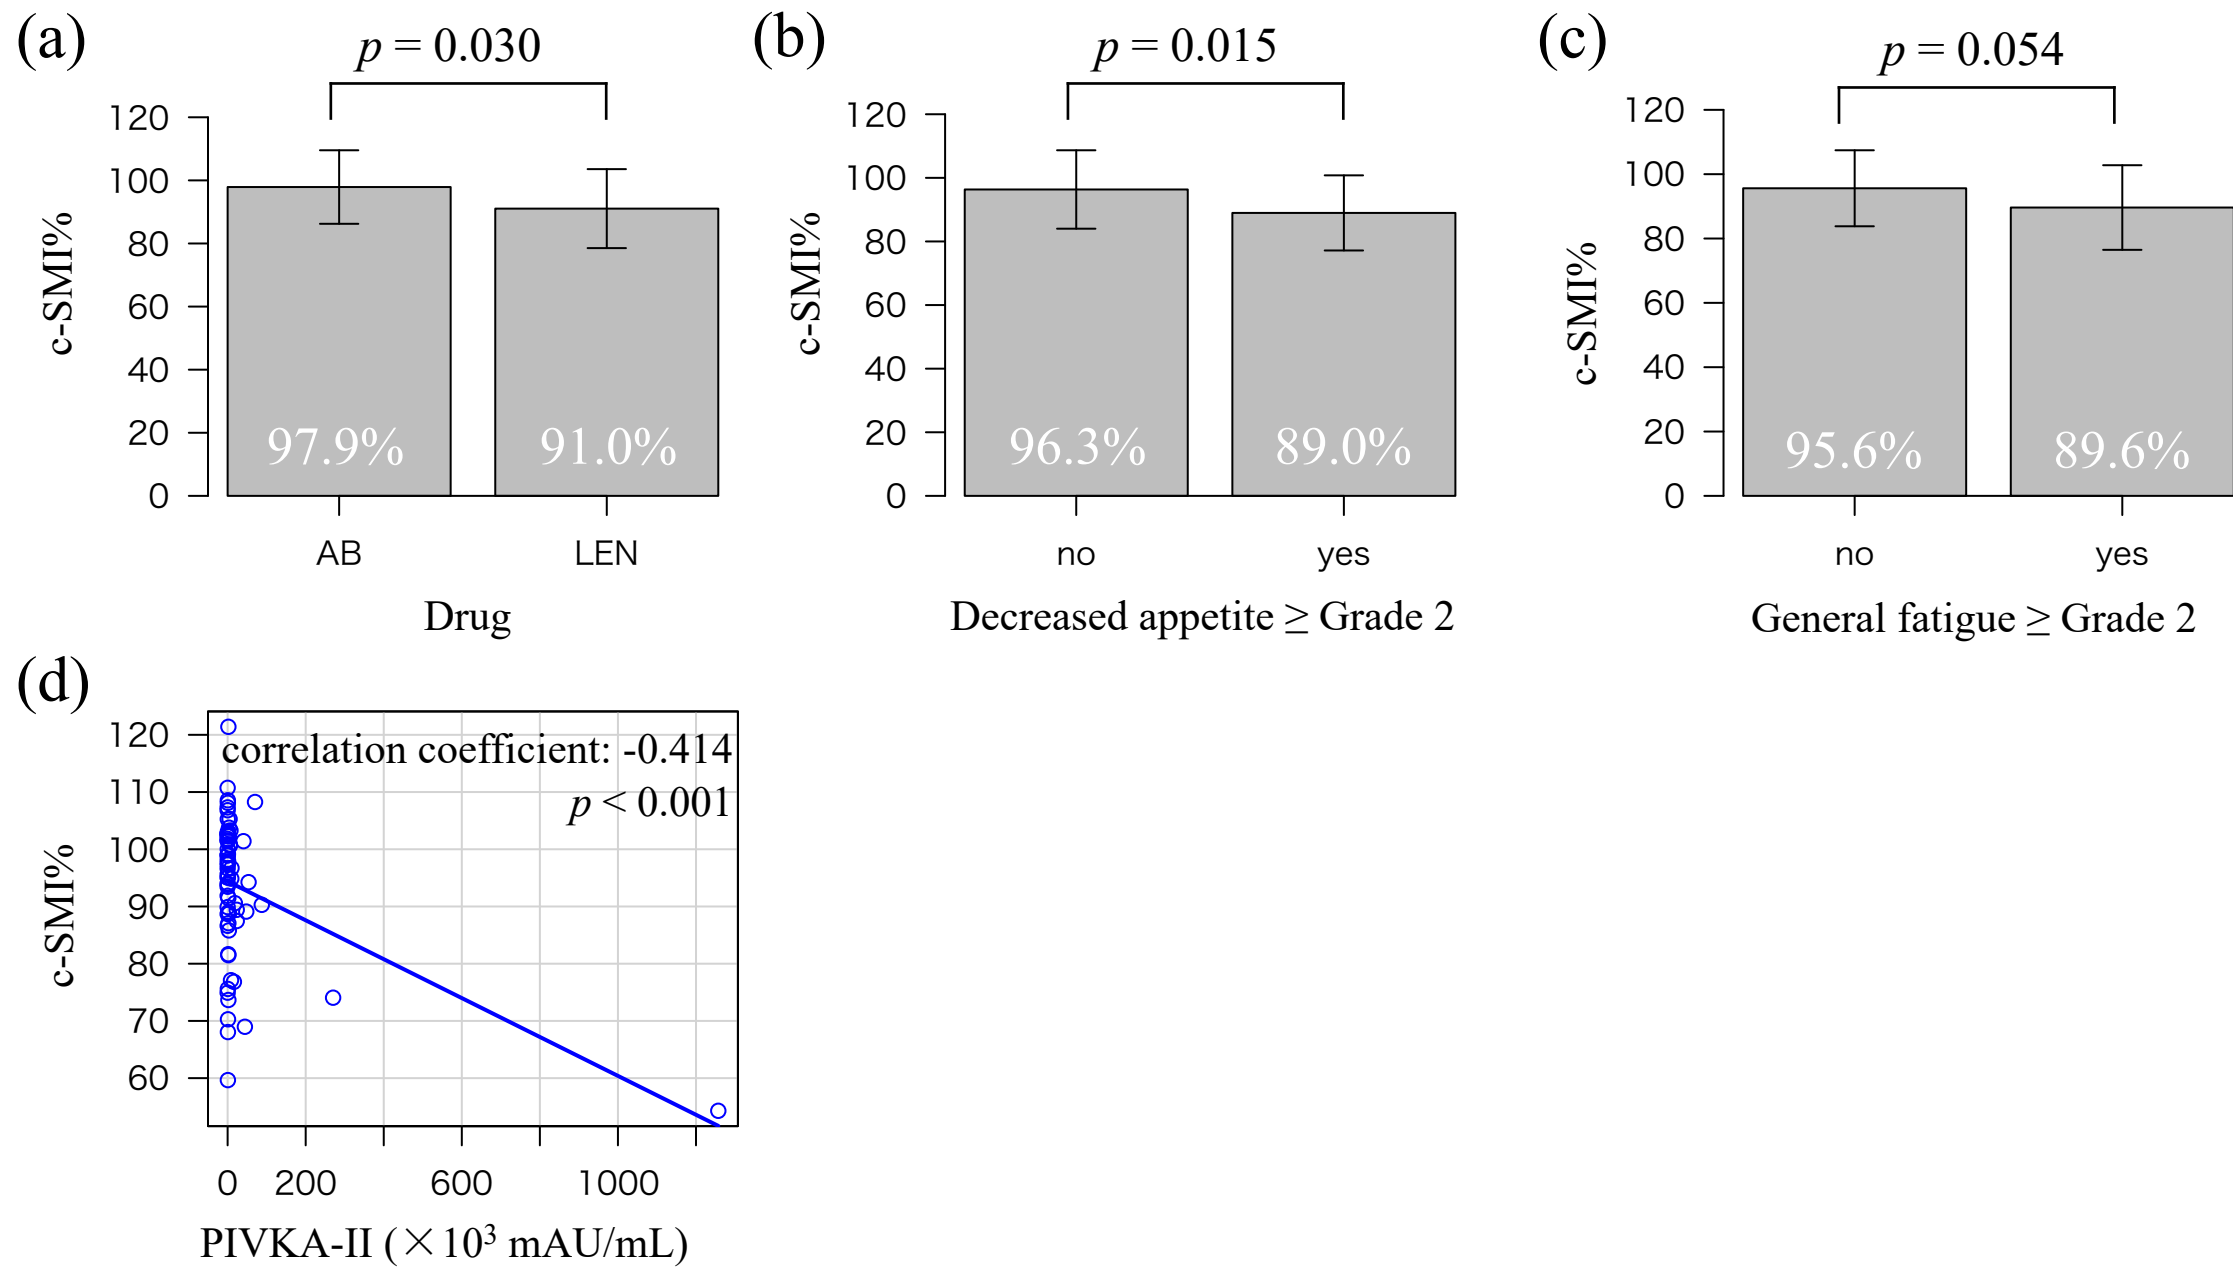 (a)
p = 0.030
120
100
80
60
40
20
0
c-SMI%
97.9%
91.0%
AB
LEN
Drug
(b)
p = 0.015
120
100
80
60
40
20
0
c-SMI%
96.3%
89.0%
no
yes
Decreased appetite ≥ Grade 2
(c)
p = 0.054
120
100
80
60
40
20
0
c-SMI%
95.6%
89.6%
no
yes
General fatigue ≥ Grade 2
(d)
correlation coefficient: -0.414
p < 0.001
120
110
100
90
80
70
60
c-SMI%
0 200 600 1000
PIVKA-II (×10³ mAU/mL)